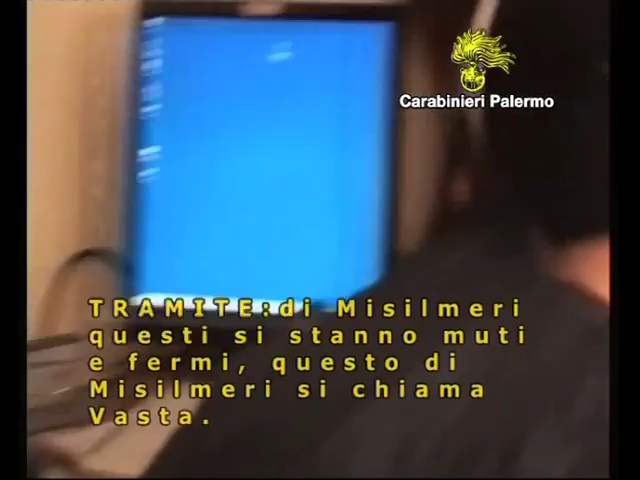 Carabinieri Palermo
TRAMITE:di Misilmeri
questi si stanno muti
e fermi, questo di
Misilmeri si chiama
Vasta.